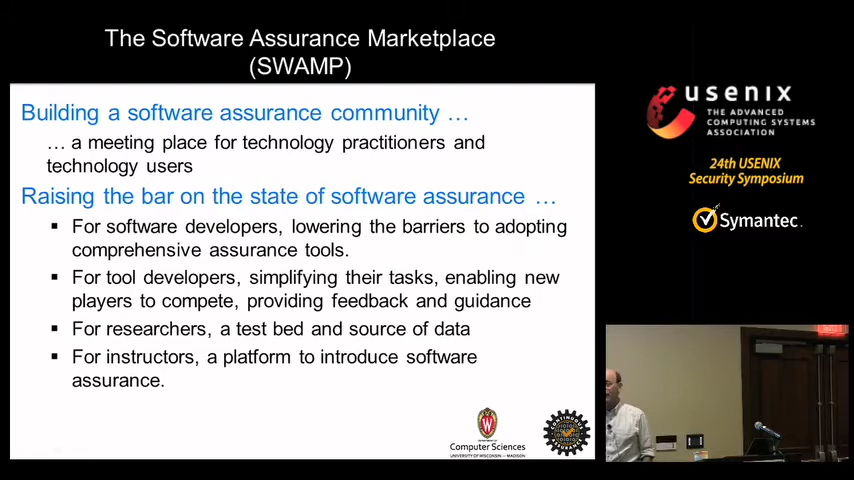 The Software Assurance Marketplace
(SWAMP)
Building a software assurance community …
… a meeting place for technology practitioners and
technology users
Raising the bar on the state of software assurance …
▪ For software developers, lowering the barriers to adopting
comprehensive assurance tools.
▪ For tool developers, simplifying their tasks, enabling new
players to compete, providing feedback and guidance
▪ For researchers, a test bed and source of data
▪ For instructors, a platform to introduce software
assurance.
W
Computer Sciences
UNIVERSITY OF WISCONSIN - MADISON
CONTINUOUS
ASSURANCE
usenix
THE ADVANCED
COMPUTING SYSTEMS
ASSOCIATION
24th USENIX
Security Symposium
Symantec.